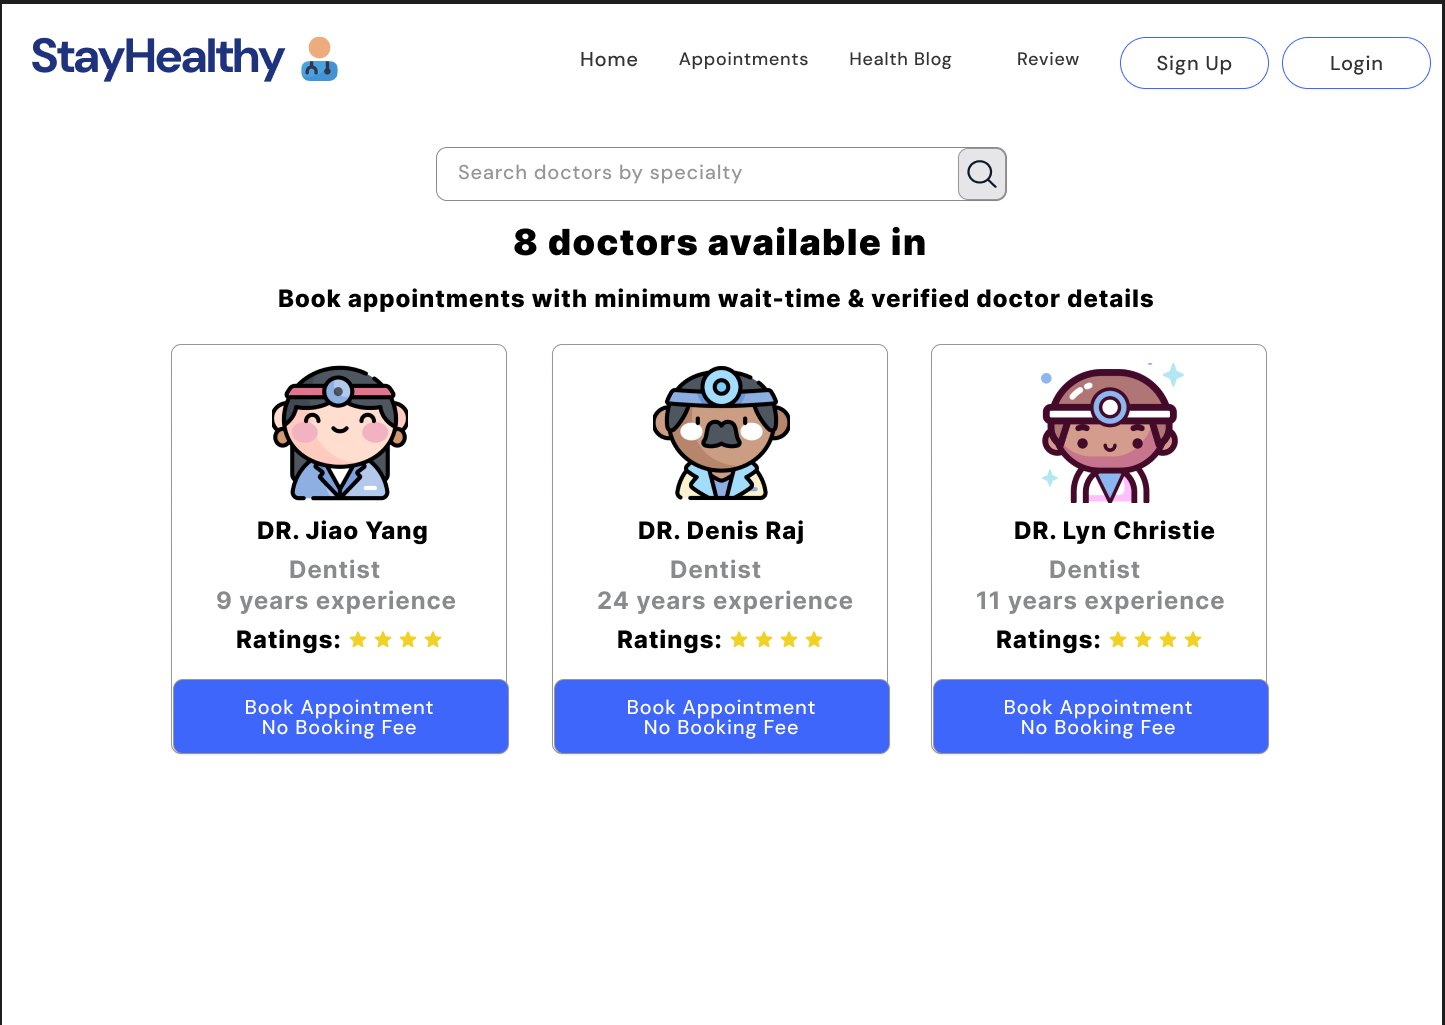 StayHealthy
Home Appointments Health Blog Review Sign Up Login
Search doctors by specialty
8 doctors available in
Book appointments with minimum wait-time & verified doctor details
DR. Jiao Yang
Dentist
9 years experience
Ratings:
Book Appointment
No Booking Fee
DR. Denis Raj
Dentist
24 years experience
Ratings:
Book Appointment
No Booking Fee
DR. Lyn Christie
Dentist
11 years experience
Ratings:
Book Appointment
No Booking Fee